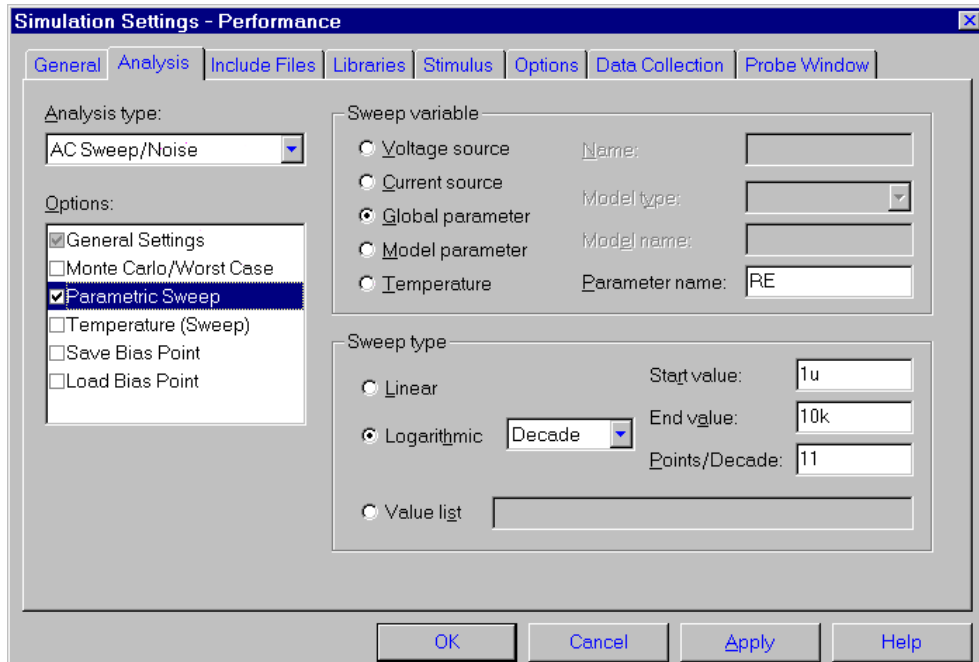 Simulation Settings - Performance
General Analysis Include Files Libraries Stimulus Options Data Collection Probe Window
Analysis type:
AC Sweep/Noise
Options:
General Settings
Monte Carlo/Worst Case
Parametric Sweep
Temperature (Sweep)
Save Bias Point
Load Bias Point
Sweep variable
Voltage source
Current source
Global parameter
Model parameter
Temperature
Name:
Model type:
Model name:
Parameter name: RE
Sweep type
Linear
Logarithmic Decade
Value list
Start value: 1u
End value: 10k
Points/Decade: 11
OK Cancel Apply Help